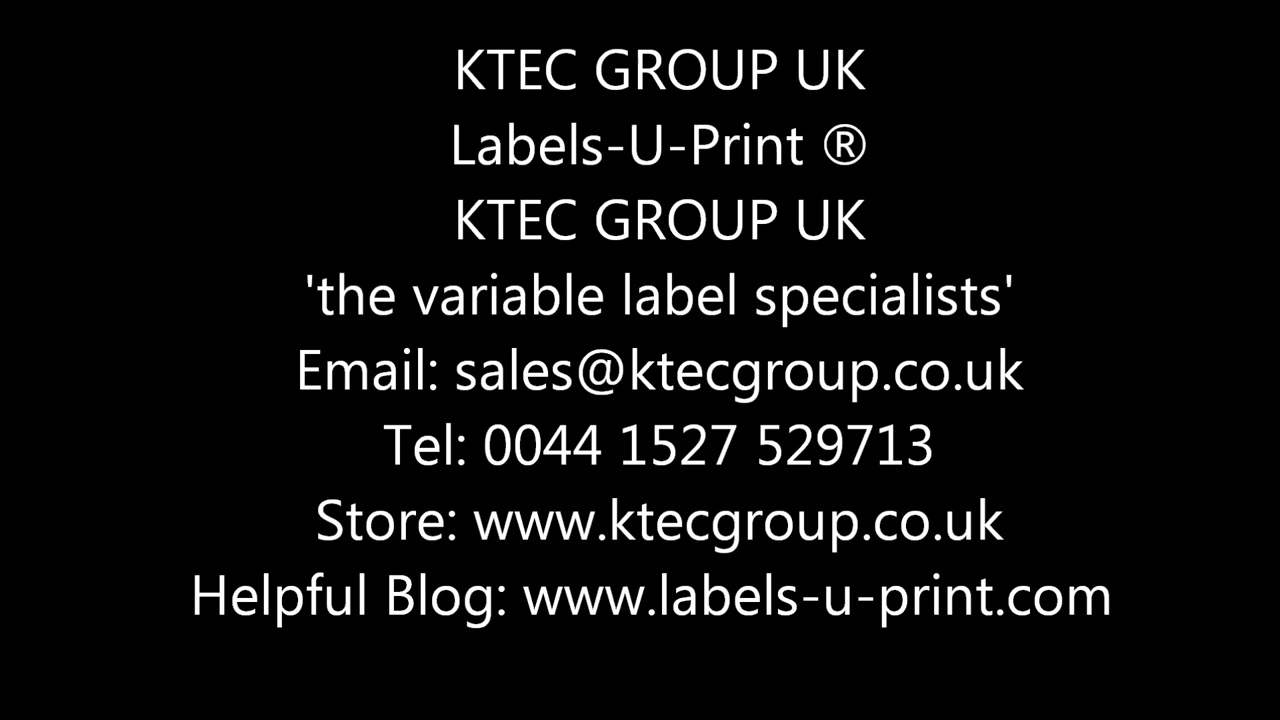 KTEC GROUP UK
Labels-U-Print ®
KTEC GROUP UK
'the variable label specialists'
Email: sales@ktecgroup.co.uk
Tel: 0044 1527 529713
Store: www.ktecgroup.co.uk
Helpful Blog: www.labels-u-print.com